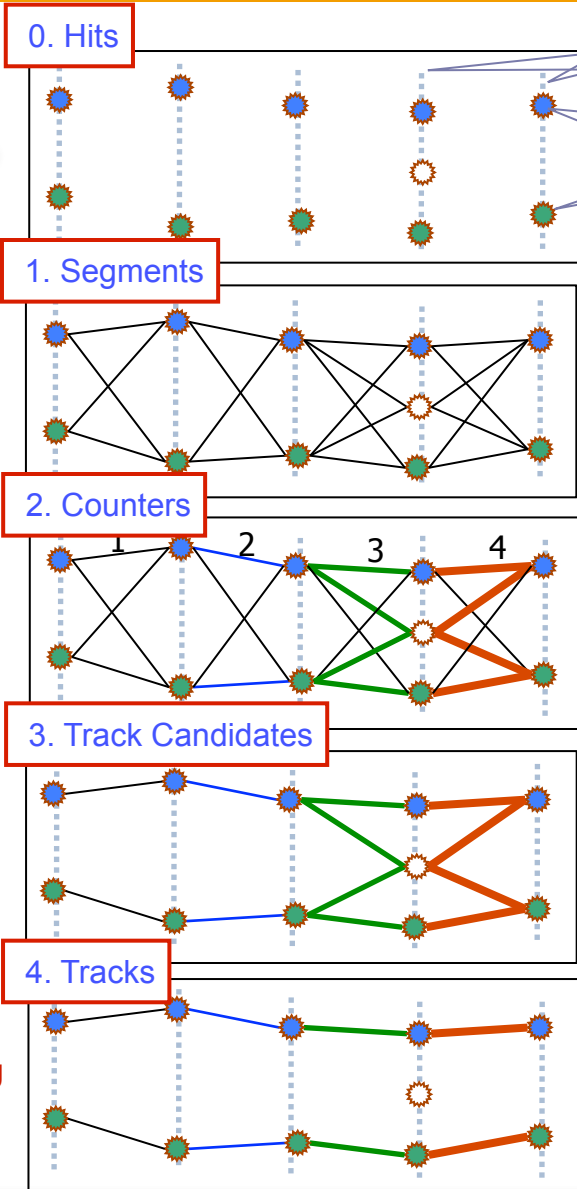 0. Hits
1. Segments
2. Counters
1 2 3 4
3. Track Candidates
4. Tracks